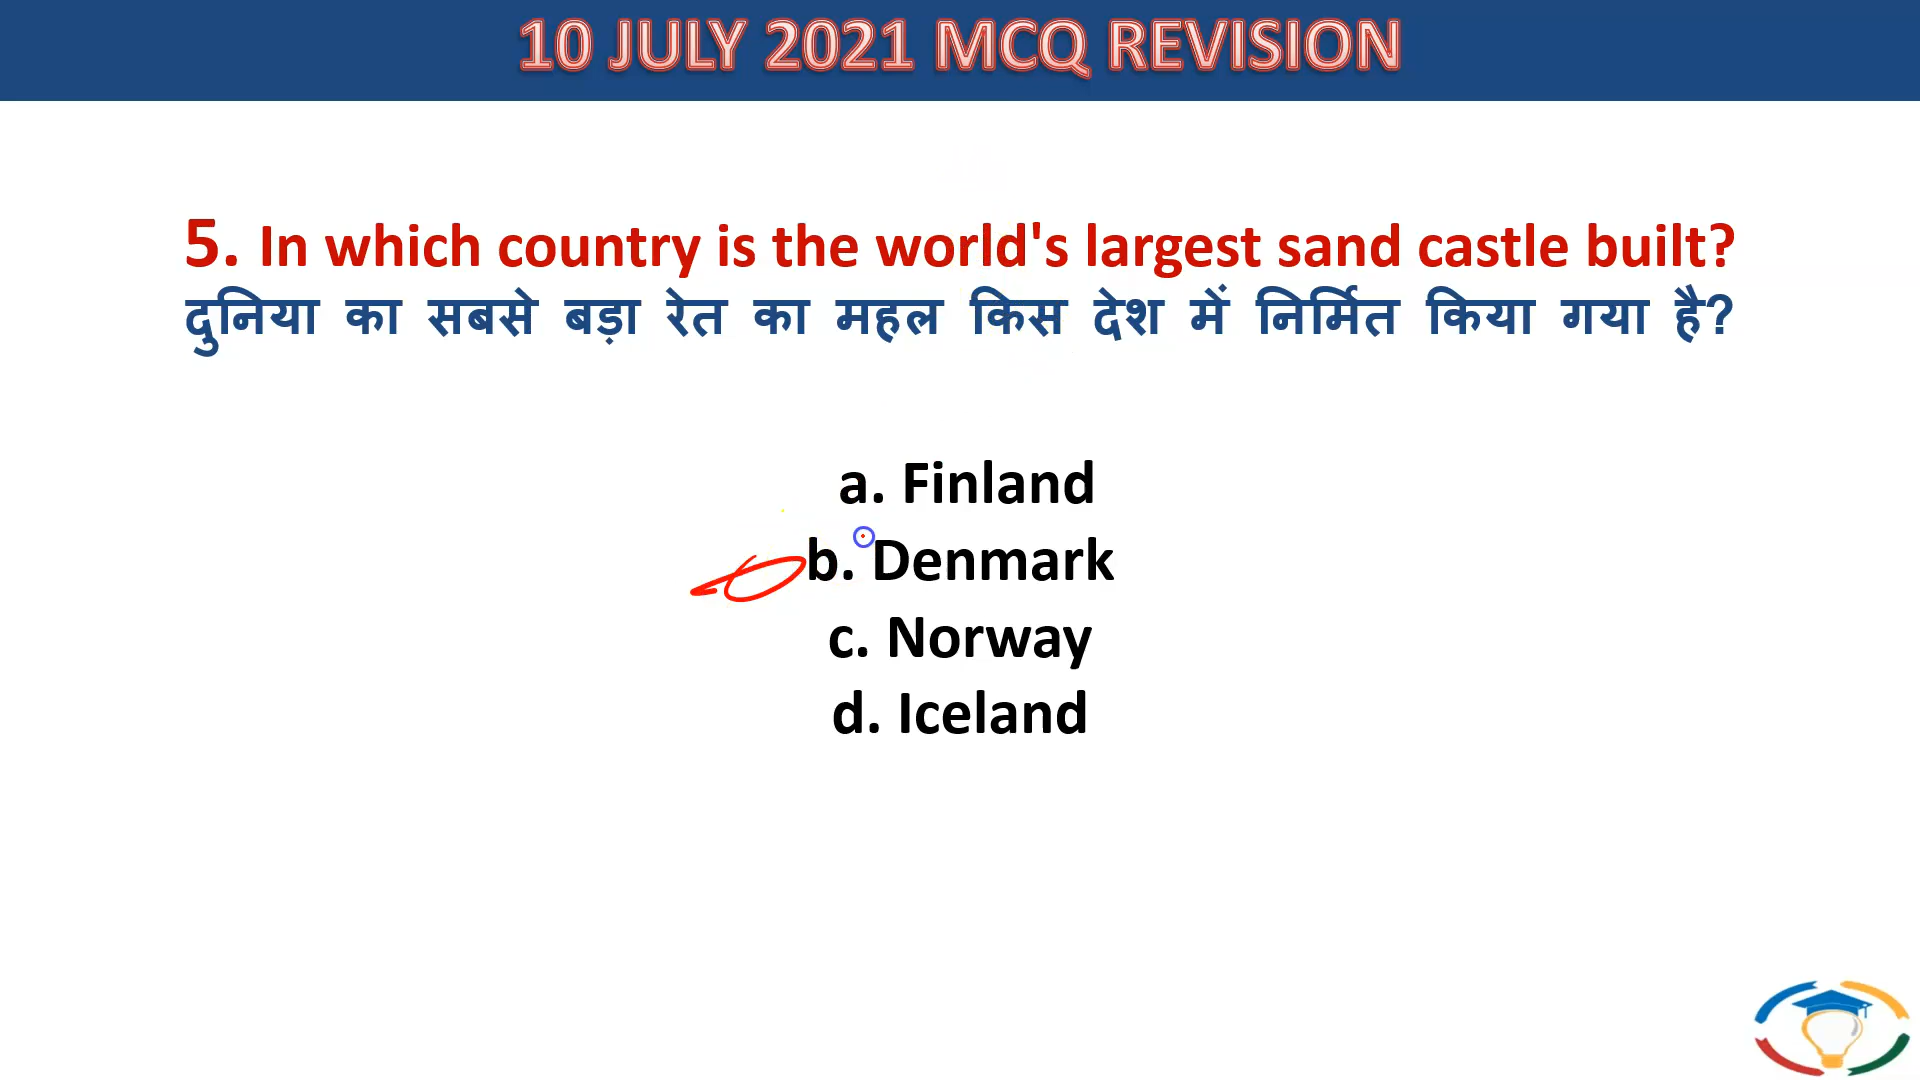 10 JULY 2021 MCQ REVISION
5. In which country is the world's largest sand castle built?
दुनिया का सबसे बड़ा रेत का महल किस देश में निर्मित किया गया है?
a. Finland
b. Denmark
c. Norway
d. Iceland